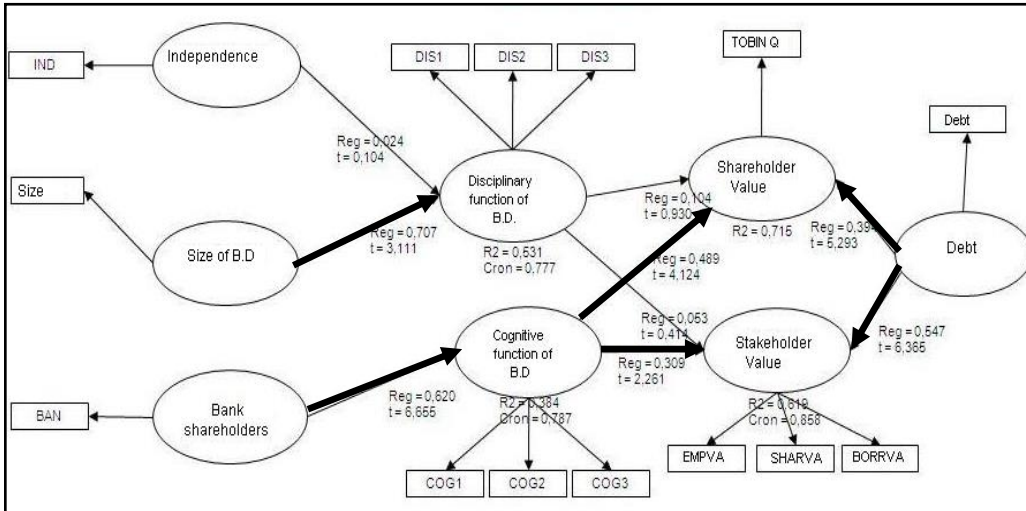 IND
Independence
DIS1
DIS2
DIS3
TOBIN Q
Debt
Reg = 0,024
t = 0,104
Size
Disciplinary
function of
B.D.
R2 = 0,531
Cron = 0,777
Shareholder
Value
R2 = 0,715
Reg = 0,104
t = 0,930
Reg = 0,394
t = 5,293
Debt
Size of B.D
Reg = 0,707
t = 3,111
Reg = 0,489
t = 4,124
Reg = 0,053
t = 0,414
Cognitive
function of
B.D
R2 = 0,384
Cron = 0,787
Reg = 0,309
t = 2,261
Stakeholder
Value
R2 = 0,619
Cron = 0,858
Reg = 0,547
t = 6,365
BAN
Bank
shareholders
Reg = 0,620
t = 6,655
EMPVA
SHARVA
BORRVA
COG1
COG2
COG3